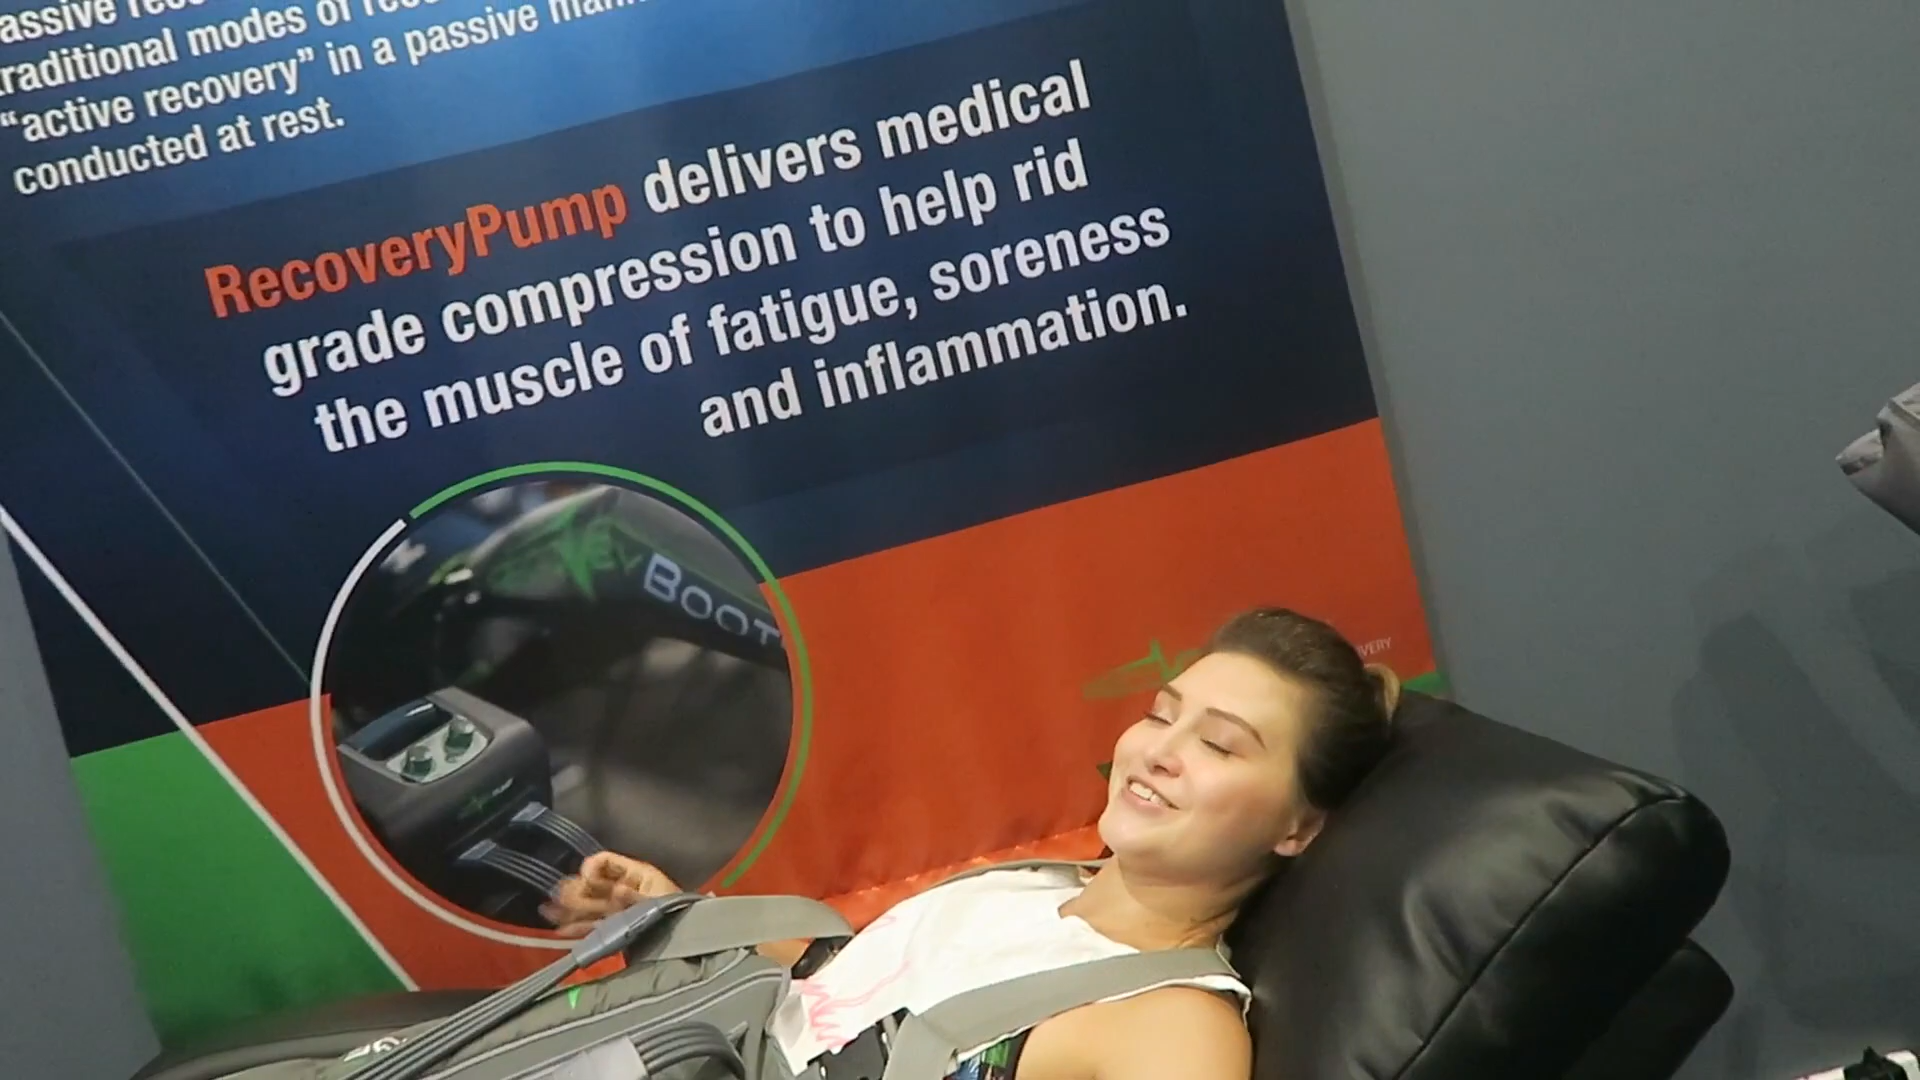 raditional modes of
“active recovery” in a passive
conducted at rest.
RecoveryPump delivers medical
grade compression to help rid
the muscle of fatigue, soreness
and inflammation.
BOOT
VERY